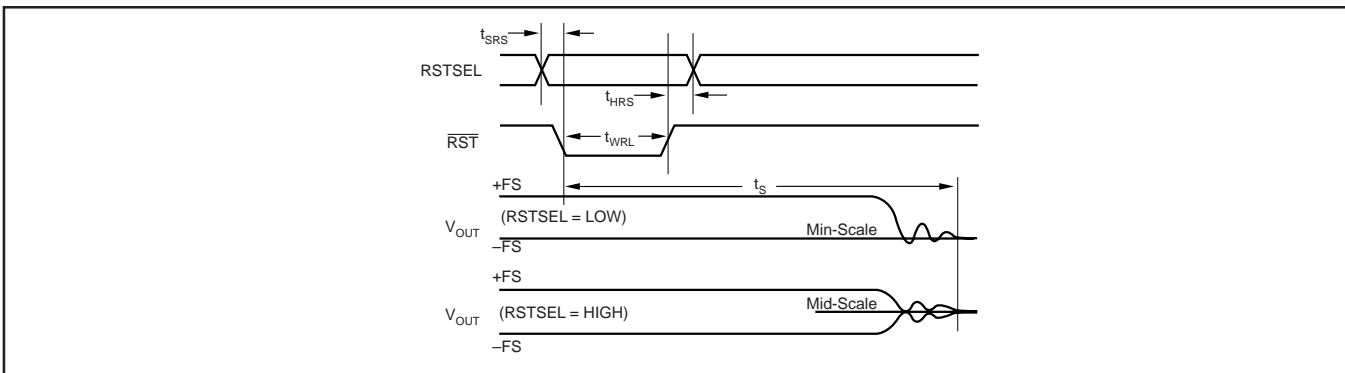 tSRS
RSTSEL
tHRS
RST
tWRL
+FS
tS
(RSTSEL = LOW)
VOUT
Min-Scale
–FS
+FS
Mid-Scale
VOUT
(RSTSEL = HIGH)
–FS